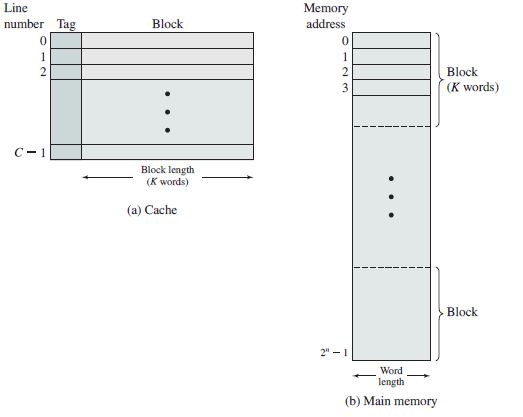 Line
number Tag Block
0
1
2
C – 1
Block length
(K words)
(a) Cache
Memory
address
0
1
2
3
Block
(K words)
Block
2ⁿ – 1
Word
length
(b) Main memory